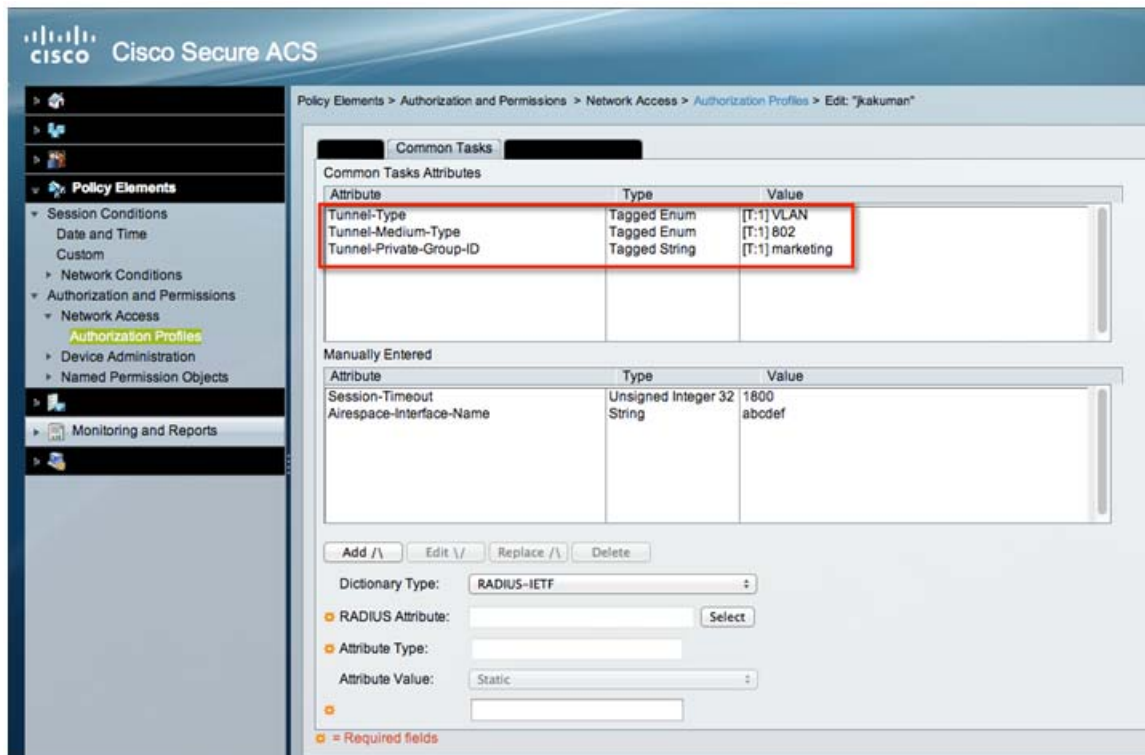 cisco Cisco Secure ACS
Policy Elements > Authorization and Permissions > Network Access > Authorization Profiles > Edit: "jkakuman"
Policy Elements
Session Conditions
Date and Time
Custom
Network Conditions
Authorization and Permissions
Network Access
Authorization Profiles
Device Administration
Named Permission Objects
Monitoring and Reports
Common Tasks
Common Tasks Attributes
Attribute Type Value
Tunnel-Type Tagged Enum [T:1] VLAN
Tunnel-Medium-Type Tagged Enum [T:1] 802
Tunnel-Private-Group-ID Tagged String [T:1] marketing
Manually Entered
Attribute Type Value
Session-Timeout Unsigned Integer 32 1800
Airespace-Interface-Name String abcdef
Add /\ Edit \/ Replace /\ Delete
Dictionary Type: RADIUS-IETF
RADIUS Attribute: Select
Attribute Type:
Attribute Value: Static
= Required fields